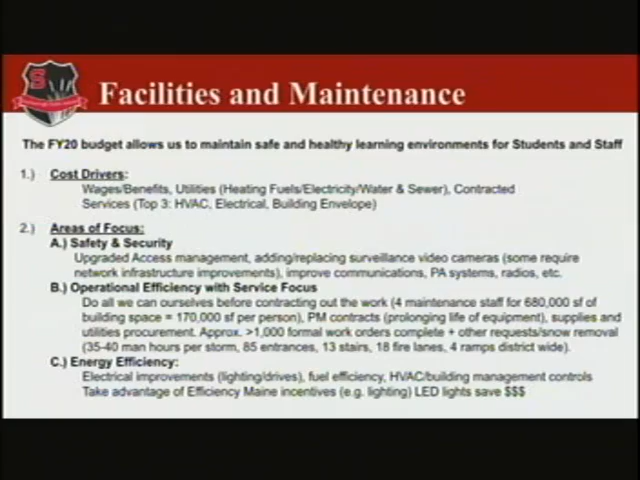 S
Facilities and Maintenance
The FY20 budget allows us to maintain safe and healthy learning environments for Students and Staff
1.) Cost Drivers:
Wages/Benefits, Utilities (Heating Fuels/Electricity/Water & Sewer), Contracted
Services (Top 3: HVAC, Electrical, Building Envelope)
2.) Areas of Focus:
A.) Safety & Security
Upgraded Access management, adding/replacing surveillance video cameras (some require
network infrastructure improvements), improve communications, PA systems, radios, etc.
B.) Operational Efficiency with Service Focus
Do all we can ourselves before contracting out the work (4 maintenance staff for 680,000 sf of
building space = 170,000 sf per person), PM contracts (prolonging life of equipment), supplies and
utilities procurement. Approx. >1,000 formal work orders complete + other requests/snow removal
(35-40 man hours per storm, 85 entrances, 13 stairs, 18 fire lanes, 4 ramps district wide).
C.) Energy Efficiency:
Electrical improvements (lighting/drives), fuel efficiency, HVAC/building management controls
Take advantage of Efficiency Maine incentives (e.g. lighting) LED lights save $$$